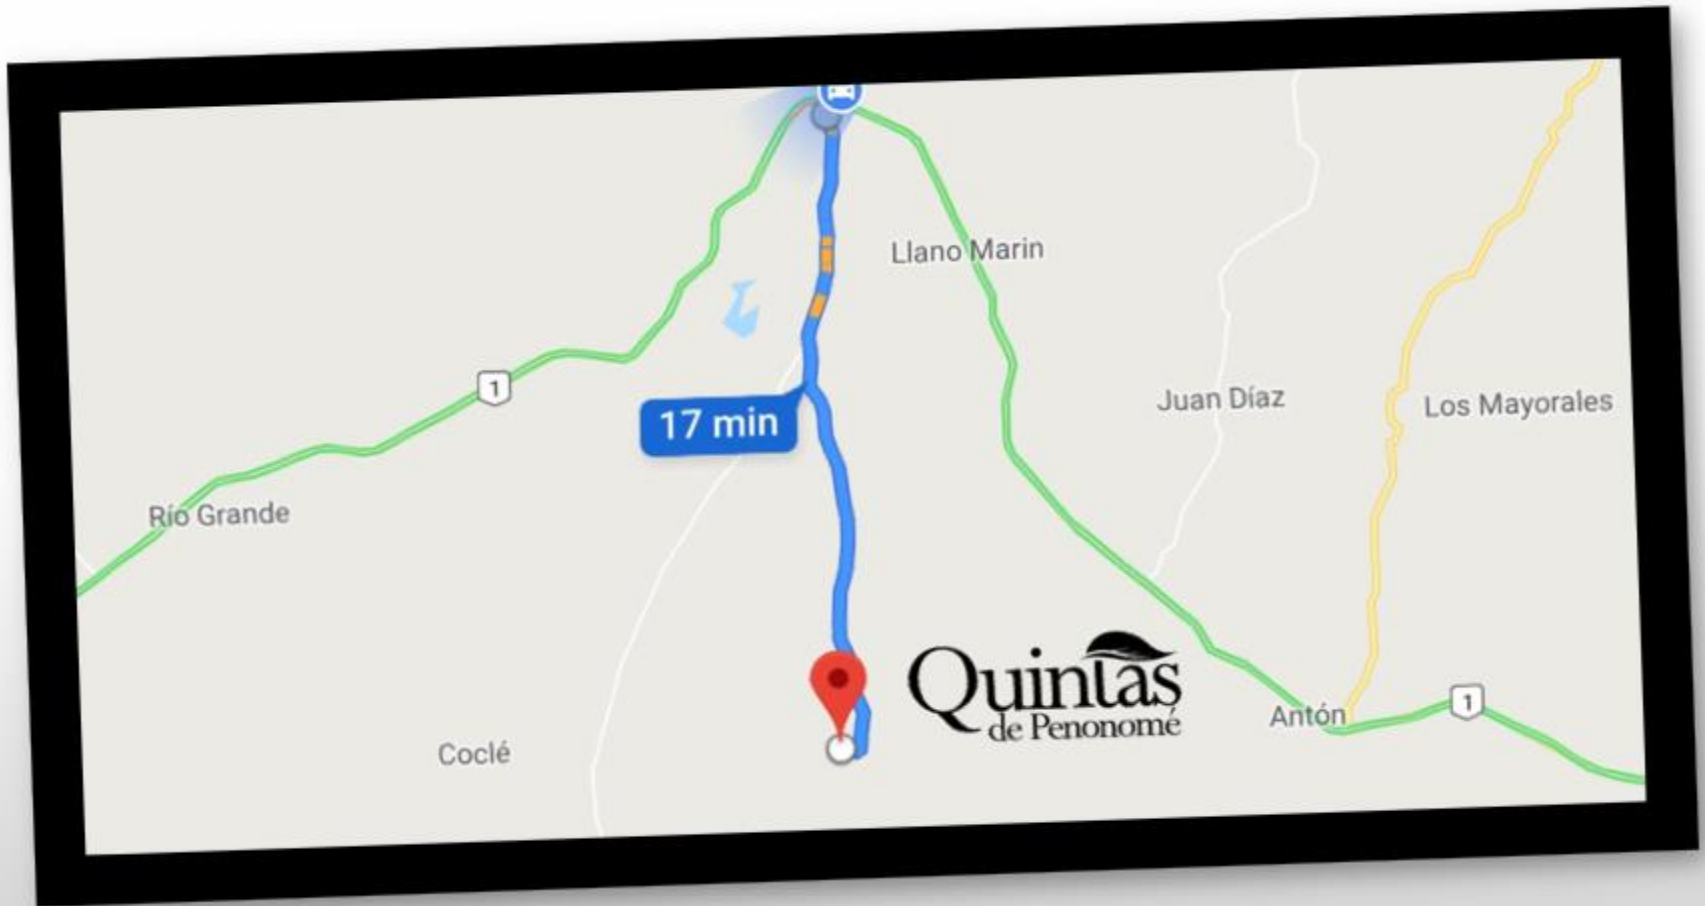 Llano Marin
1
17 min
Juan Díaz
Los Mayorales
Río Grande
Quintas
de Penonomé
Antón
1
Coclé